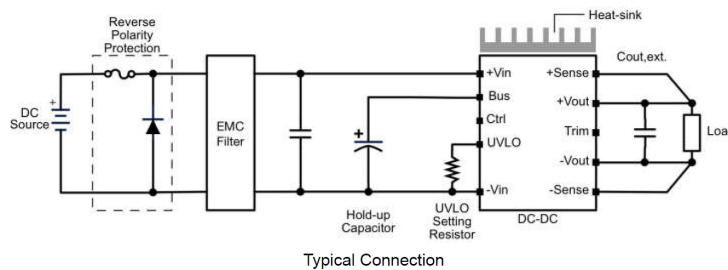 Reverse
Polarity
Protection
Heat-sink
Cout,ext.
+
DC
Source
EMC
Filter
+
Hold-up
Capacitor
UVLO
Setting
Resistor
+Vin
Bus
Ctrl
UVLO
-Vin
+Sense
+Vout
Trim
-Vout
-Sense
DC-DC
Loa
Typical Connection